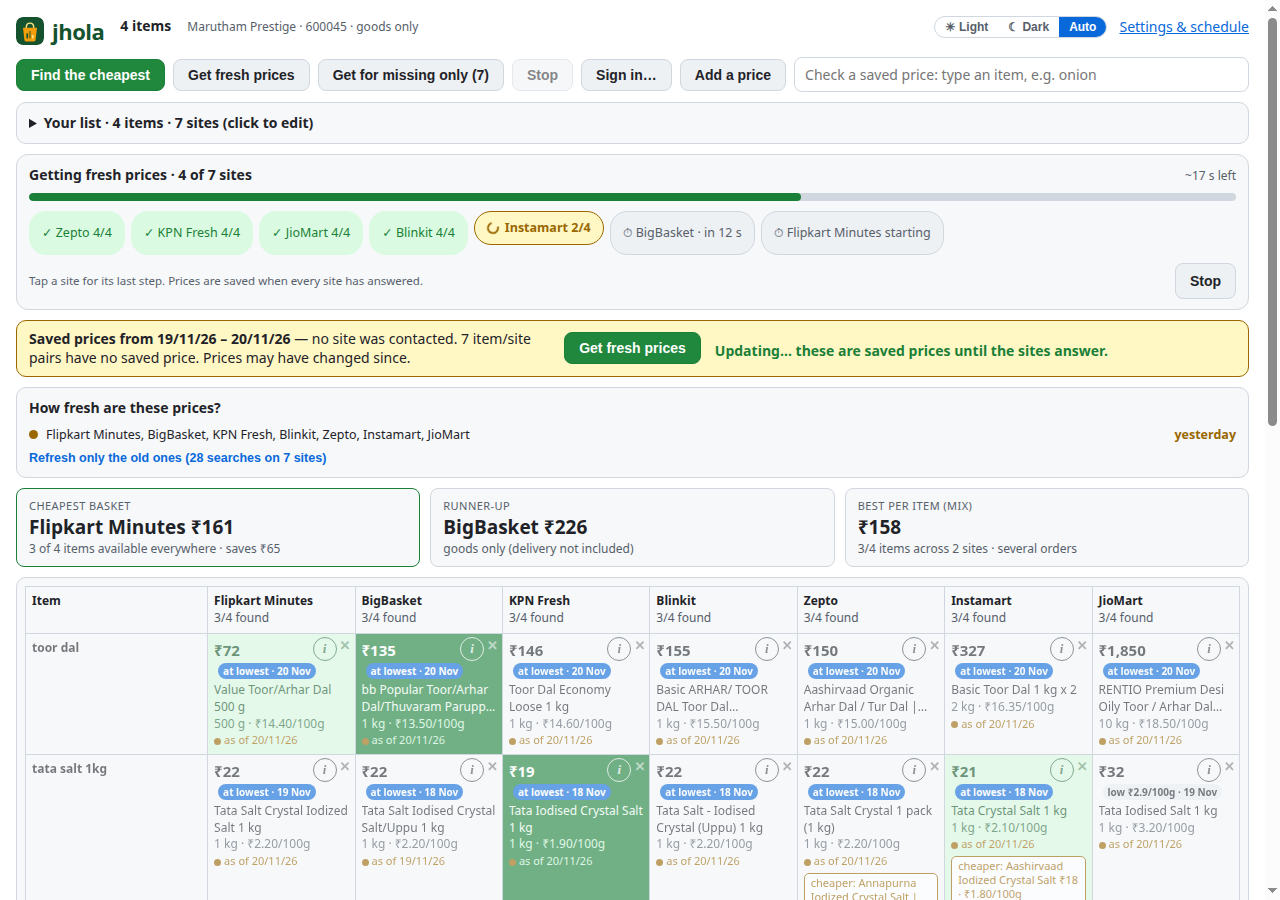 jhola
4 items
Marutham Prestige · 600045 · goods only
☀ Light
☾ Dark
Auto
Settings & schedule
Find the cheapest
Get fresh prices
Get for missing only (7)
Stop
Sign in…
Add a price
Check a saved price: type an item, e.g. onion
▶ Your list · 4 items · 7 sites (click to edit)
Getting fresh prices · 4 of 7 sites
~17 s left
✓ Zepto 4/4
✓ KPN Fresh 4/4
✓ JioMart 4/4
✓ Blinkit 4/4
Instamart 2/4
⏱ BigBasket · in 12 s
⏱ Flipkart Minutes starting
Tap a site for its last step. Prices are saved when every site has answered.
Stop
Saved prices from 19/11/26 – 20/11/26 — no site was contacted. 7 item/site
pairs have no saved price. Prices may have changed since.
Get fresh prices
Updating… these are saved prices until the sites answer.
How fresh are these prices?
Flipkart Minutes, BigBasket, KPN Fresh, Blinkit, Zepto, Instamart, JioMart
yesterday
Refresh only the old ones (28 searches on 7 sites)
CHEAPEST BASKET
Flipkart Minutes ₹161
3 of 4 items available everywhere · saves ₹65
RUNNER-UP
BigBasket ₹226
goods only (delivery not included)
BEST PER ITEM (MIX)
₹158
3/4 items across 2 sites · several orders
Item
Flipkart Minutes
3/4 found
BigBasket
3/4 found
KPN Fresh
3/4 found
Blinkit
3/4 found
Zepto
3/4 found
Instamart
3/4 found
JioMart
3/4 found
toor dal
₹72
i ×
at lowest · 20 Nov
Value Toor/Arhar Dal
500 g
500 g · ₹14.40/100g
as of 20/11/26
₹135
i ×
at lowest · 20 Nov
bb Popular Toor/Arhar
Dal/Thuvaram Parupp...
1 kg · ₹13.50/100g
as of 20/11/26
₹146
i ×
at lowest · 20 Nov
Toor Dal Economy
Loose 1 kg
1 kg · ₹14.60/100g
as of 20/11/26
₹155
i ×
at lowest · 20 Nov
Basic ARHAR/ TOOR
DAL Toor Dal...
1 kg · ₹15.50/100g
as of 20/11/26
₹150
i ×
at lowest · 20 Nov
Aashirvaad Organic
Arhar Dal / Tur Dal |...
1 kg · ₹15.00/100g
as of 20/11/26
₹327
i ×
at lowest · 20 Nov
Basic Toor Dal 1 kg x 2
2 kg · ₹16.35/100g
as of 20/11/26
₹1,850
i ×
at lowest · 20 Nov
RENTIO Premium Desi
Oily Toor / Arhar Dal...
10 kg · ₹18.50/100g
as of 20/11/26
tata salt 1kg
₹22
i ×
at lowest · 19 Nov
Tata Salt Crystal Iodized
Salt 1 kg
1 kg · ₹2.20/100g
as of 20/11/26
₹22
i ×
at lowest · 18 Nov
Tata Salt Iodised Crystal
Salt/Uppu 1 kg
1 kg · ₹2.20/100g
as of 19/11/26
₹19
i ×
at lowest · 18 Nov
Tata Iodised Crystal Salt
1 kg
1 kg · ₹1.90/100g
as of 20/11/26
₹22
i ×
at lowest · 18 Nov
Tata Salt - Iodised
Crystal (Uppu) 1 kg
1 kg · ₹2.20/100g
as of 20/11/26
₹22
i ×
at lowest · 18 Nov
Tata Salt Crystal 1 pack
(1 kg)
1 kg · ₹2.20/100g
as of 20/11/26
cheaper: Annapurna
Iodized Crystal Salt |
₹21
i ×
at lowest · 18 Nov
Tata Crystal Salt 1 kg
1 kg · ₹2.10/100g
as of 20/11/26
cheaper: Aashirvaad
Iodized Crystal Salt ₹18
· ₹1.80/100g
₹32
i ×
low ₹2.9/100g · 19 Nov
Tata Iodised Salt 1 kg
1 kg · ₹3.20/100g
as of 20/11/26